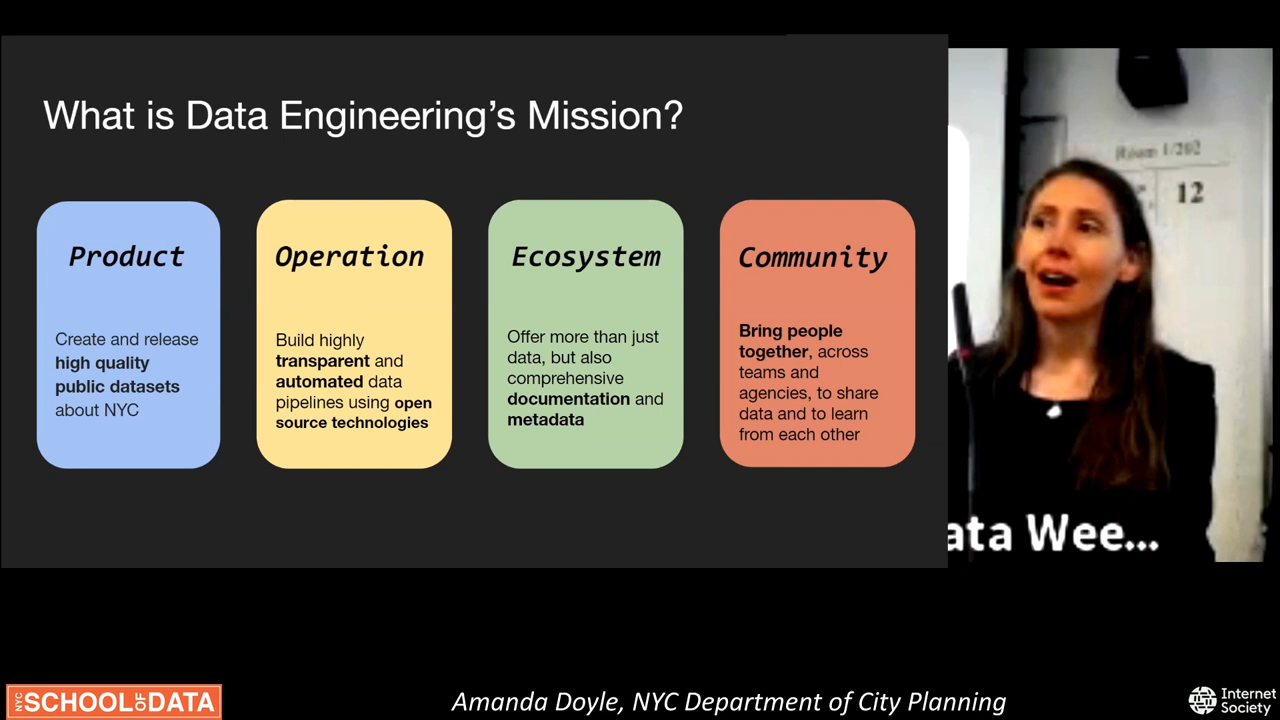 What is Data Engineering's Mission?
Product
Create and release
high quality
public datasets
about NYC
Operation
Build highly
transparent and
automated data
pipelines using open
source technologies
Ecosystem
Offer more than just
data, but also
comprehensive
documentation and
metadata
Community
Bring people
together, across
teams and
agencies, to share
data and to learn
from each other
Room 1/202
12
ata Wee...
NYC SCHOOL OF DATA
Amanda Doyle, NYC Department of City Planning
Internet
Society